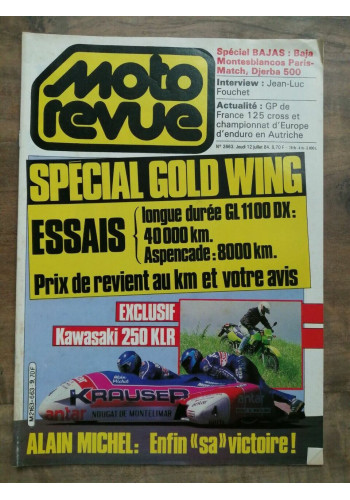 moto
revue
Spécial BAJAS : Baja
Montesblancos Paris-
Match, Djerba 500
Interview : Jean-Luc
Fouchet
Actualité : GP de
France 125 cross et
championnat d'Europe
d'enduro en Autriche
SPECIAL GOLD WING
ESSAIS
longue durée GL 1100 DX :
40 000 km.
Aspencade : 8000 km.
Prix de revient au km et votre avis
EXCLUSIF
Kawasaki 250 KLR
Alain
Michel
KRAUSER
antar
NOUGAT DE MONTELIMAR
ALAIN MICHEL : Enfin «sa» victoire !